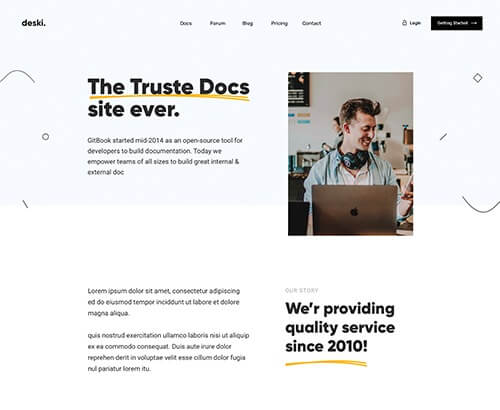 deski.
Docs
Forum
Blog
Pricing
Contact
Login
Getting Started
The Truste Docs
site ever.
GitBook started mid-2014 as an open-source tool for
developers to build documentation. Today we
empower teams of all sizes to build great internal &
external doc
Lorem ipsum dolor sit amet, consectetur adipiscing
ed do eiusmod tempor incididunt ut labore et dolore
magna aliqua.
quis nostrud exercitation ullamco laboris nisi ut aliquip
ex ea commodo consequat. Duis aute irure dolor
reprehen derit in voluptate velit esse cillum dolor fugia
nul pariatur lorem itu.
OUR STORY
We'r providing
quality service
since 2010!